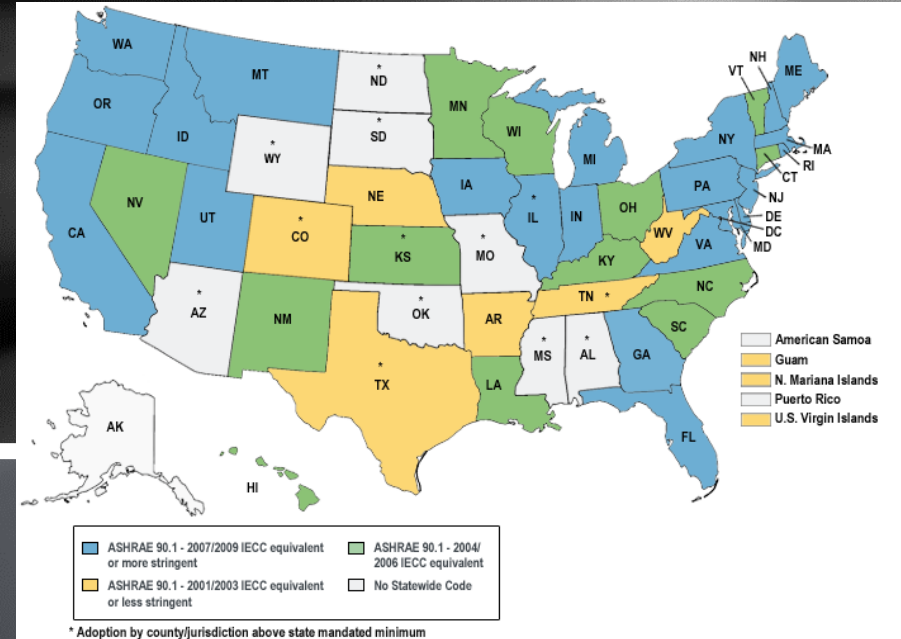 WA
MT
ND
*
MN
VT
NH
ME
OR
ID
SD
*
WI
MI
NY
MA
RI
CT
WY
*
IA
PA
NJ
NE
NV
UT
CO
*
IL
*
IN
OH
DE
DC
MD
WV
VA
CA
KS
*
MO
*
KY
AZ
*
NM
OK
*
AR
TN *
NC
SC
TX
*
LA
MS
*
AL
*
GA
FL
AK
HI
American Samoa
Guam
N. Mariana Islands
Puerto Rico
U.S. Virgin Islands
ASHRAE 90.1 - 2007/2009 IECC equivalent
or more stringent
ASHRAE 90.1 - 2004/
2006 IECC equivalent
ASHRAE 90.1 - 2001/2003 IECC equivalent
or less stringent
No Statewide Code
* Adoption by county/jurisdiction above state mandated minimum